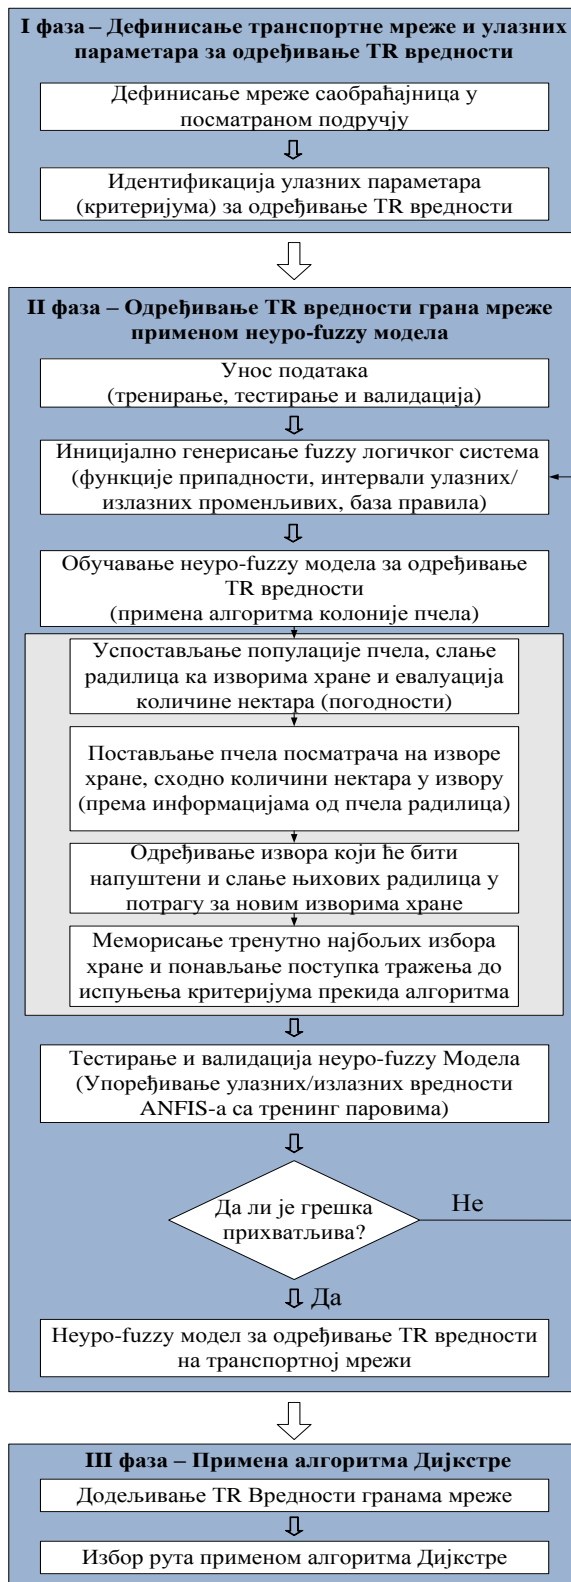 I фаза – Дефинисање транспортне мреже и улазних
параметара за одређивање TR вредности
Дефинисање мреже саобраћајница у
посматраном подручју
Идентификација улазних параметара
(критеријума) за одређивање TR вредности
II фаза – Одређивање TR вредности грана мреже
применом неуро-fuzzy модела
Унос података
(тренирање, тестирање и валидација)
Иницијално генерисање fuzzy логичког система
(функције припадности, интервали улазних/
излазних променљивих, база правила)
Обучавање неуро-fuzzy модела за одређивање
TR вредности
(примена алгоритма колоније пчела)
Успостављање популације пчела, слање
радилица ка изворима хране и евалуација
количине нектара (погодности)
Постављање пчела посматрача на изворе
хране, сходно количини нектара у извору
(према информацијама од пчела радилица)
Одређивање извора који ће бити
напуштени и слање њихових радилица у
потрагу за новим изворима хране
Меморисање тренутно најбољих избора
хране и понављање поступка тражења до
испуњења критеријума прекида алгоритма
Тестирање и валидација неуро-fuzzy Модела
(Упоређивање улазних/излазних вредности
ANFIS-а са тренинг паровима)
Да ли је грешка
прихватљива?
Не
Да
Неуро-fuzzy модел за одређивање TR вредности
на транспортној мрежи
III фаза – Примена алгоритма Дијкстре
Додељивање TR Вредности гранама мреже
Избор рута применом алгоритма Дијкстре